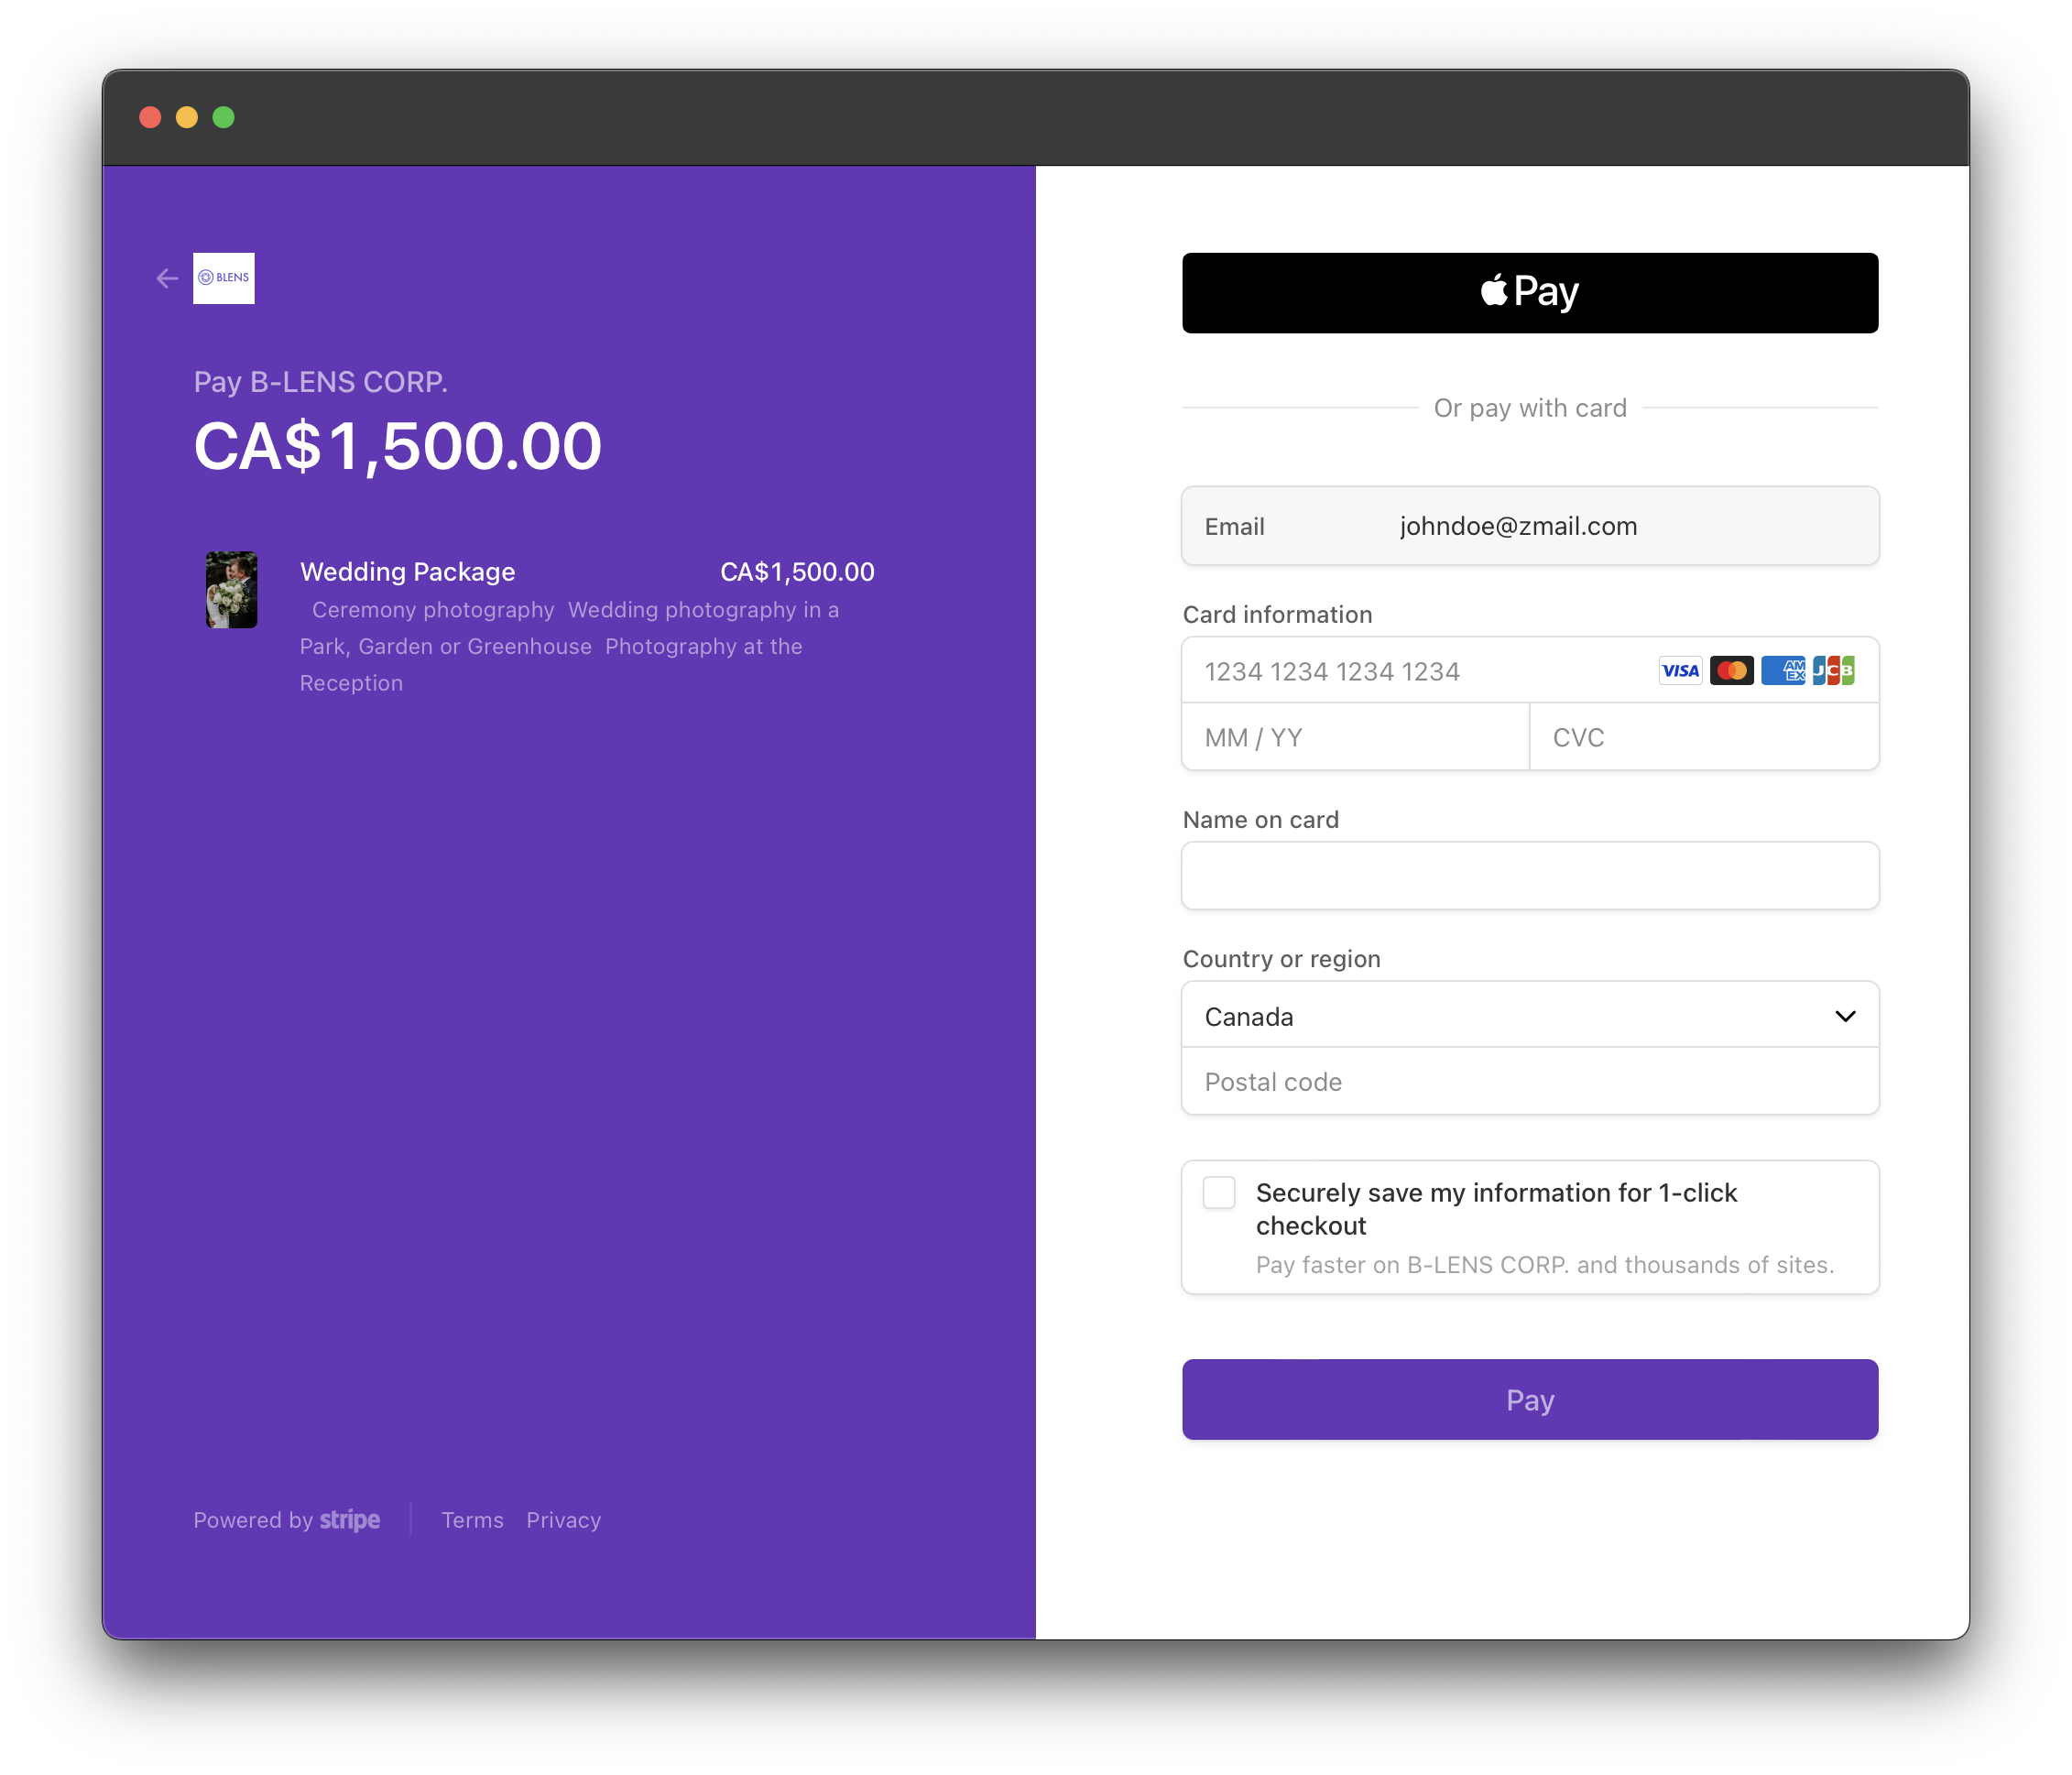 BLENS
Pay B-LENS CORP.
CA$1,500.00
Wedding Package CA$1,500.00
Ceremony photography Wedding photography in a
Park, Garden or Greenhouse Photography at the
Reception
Powered by stripe
Terms Privacy
Pay
Or pay with card
Email johndoe@zmail.com
Card information
1234 1234 1234 1234 VISA AMEX JCB
MM / YY CVC
Name on card
Country or region
Canada
Postal code
Securely save my information for 1-click
checkout
Pay faster on B-LENS CORP. and thousands of sites.
Pay